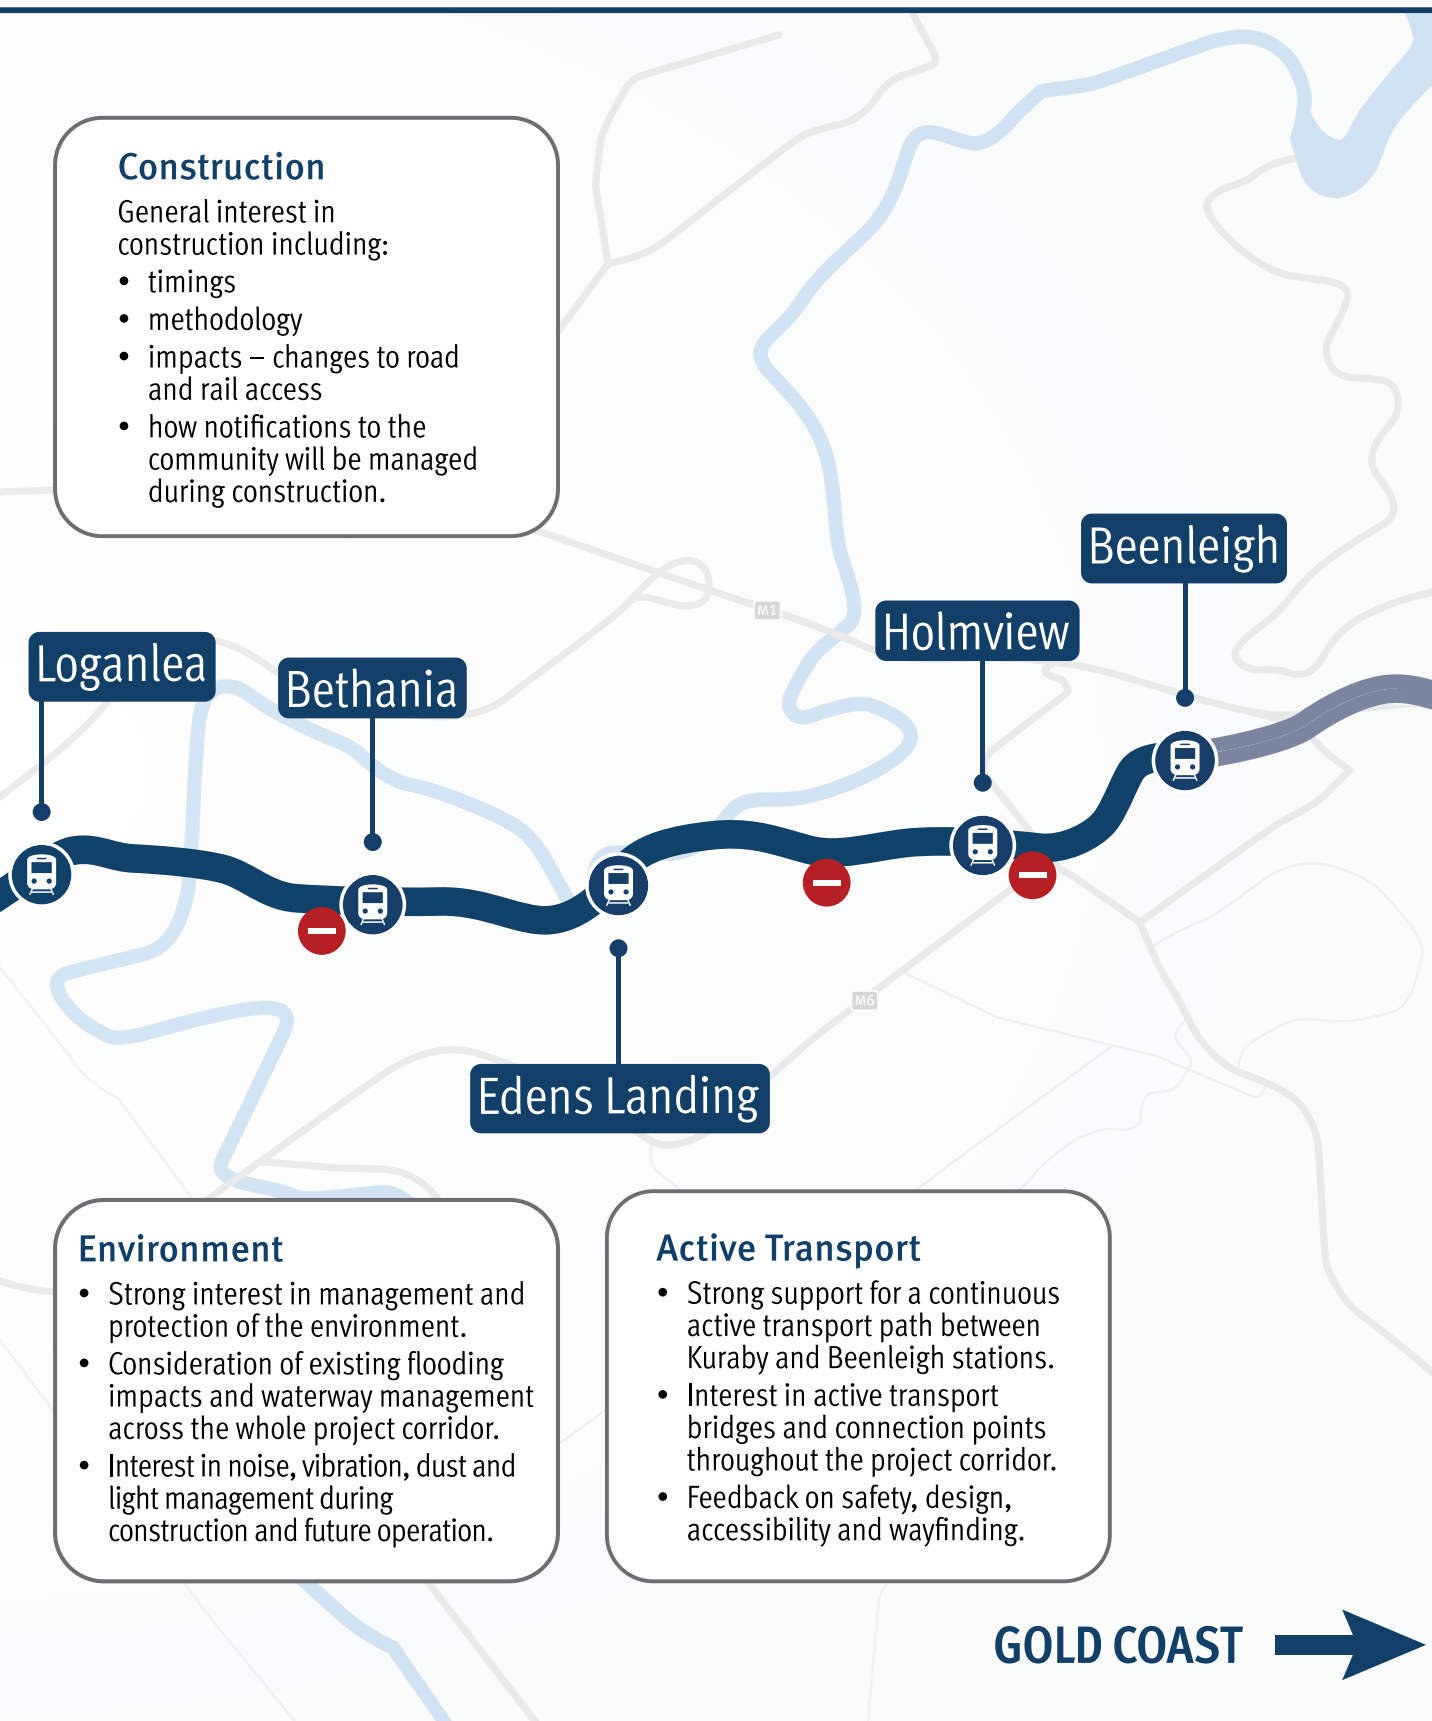 Construction
General interest in
construction including:
• timings
• methodology
• impacts – changes to road
and rail access
• how notifications to the
community will be managed
during construction.
Beenleigh
M1
Holmview
Loganlea
Bethania
M6
Edens Landing
Environment
• Strong interest in management and
protection of the environment.
• Consideration of existing flooding
impacts and waterway management
across the whole project corridor.
• Interest in noise, vibration, dust and
light management during
construction and future operation.
Active Transport
• Strong support for a continuous
active transport path between
Kuraby and Beenleigh stations.
• Interest in active transport
bridges and connection points
throughout the project corridor.
• Feedback on safety, design,
accessibility and wayfinding.
GOLD COAST